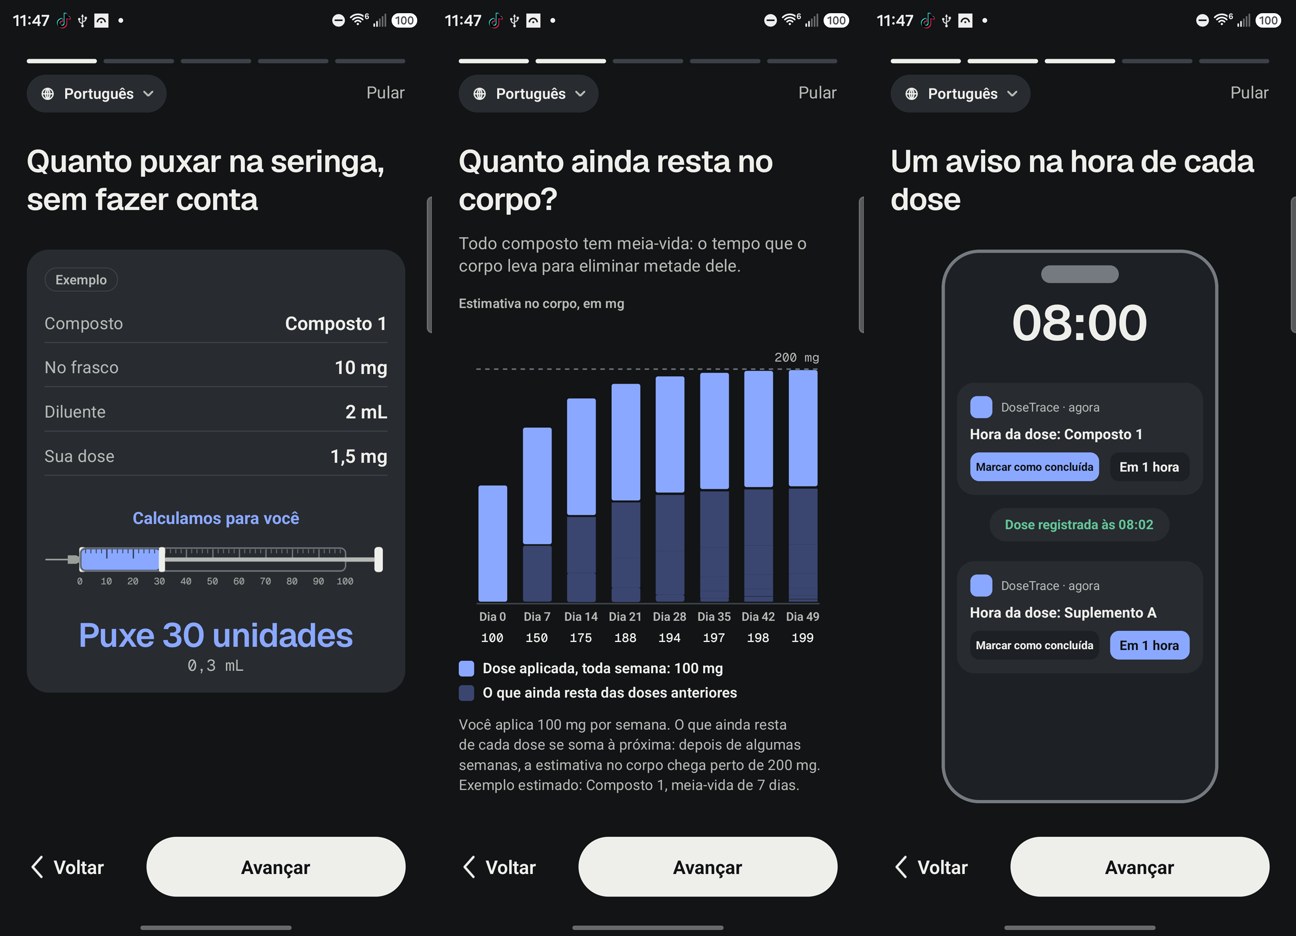 11:47
100
Português
Pular
Quanto puxar na seringa,
sem fazer conta
Exemplo
Composto Composto 1
No frasco 10 mg
Diluente 2 mL
Sua dose 1,5 mg
Calculamos para você
0 10 20 30 40 50 60 70 80 90 100
Puxe 30 unidades
0,3 mL
Voltar
Avançar
11:47
100
Português
Pular
Quanto ainda resta no
corpo?
Todo composto tem meia-vida: o tempo que o
corpo leva para eliminar metade dele.
Estimativa no corpo, em mg
200 mg
Dia 0 Dia 7 Dia 14 Dia 21 Dia 28 Dia 35 Dia 42 Dia 49
100 150 175 188 194 197 198 199
Dose aplicada, toda semana: 100 mg
O que ainda resta das doses anteriores
Você aplica 100 mg por semana. O que ainda resta
de cada dose se soma à próxima: depois de algumas
semanas, a estimativa no corpo chega perto de 200 mg.
Exemplo estimado: Composto 1, meia-vida de 7 dias.
Voltar
Avançar
11:47
100
Português
Pular
Um aviso na hora de cada
dose
08:00
DoseTrace · agora
Hora da dose: Composto 1
Marcar como concluída
Em 1 hora
Dose registrada às 08:02
DoseTrace · agora
Hora da dose: Suplemento A
Marcar como concluída
Em 1 hora
Voltar
Avançar